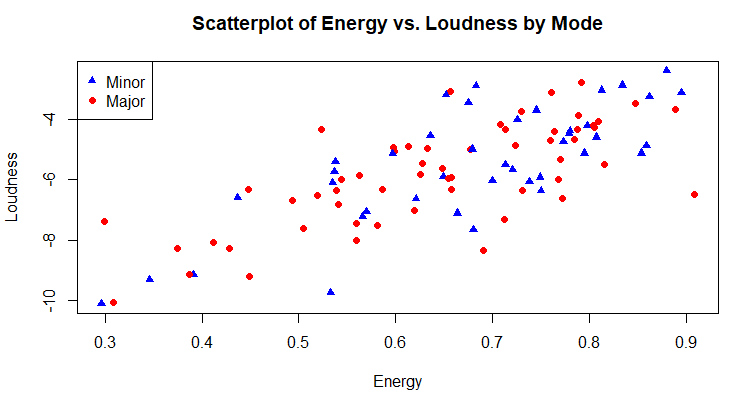 Scatterplot of Energy vs. Loudness by Mode
Minor
Major
Loudness
-4
-6
-8
-10
0.3 0.4 0.5 0.6 0.7 0.8 0.9
Energy